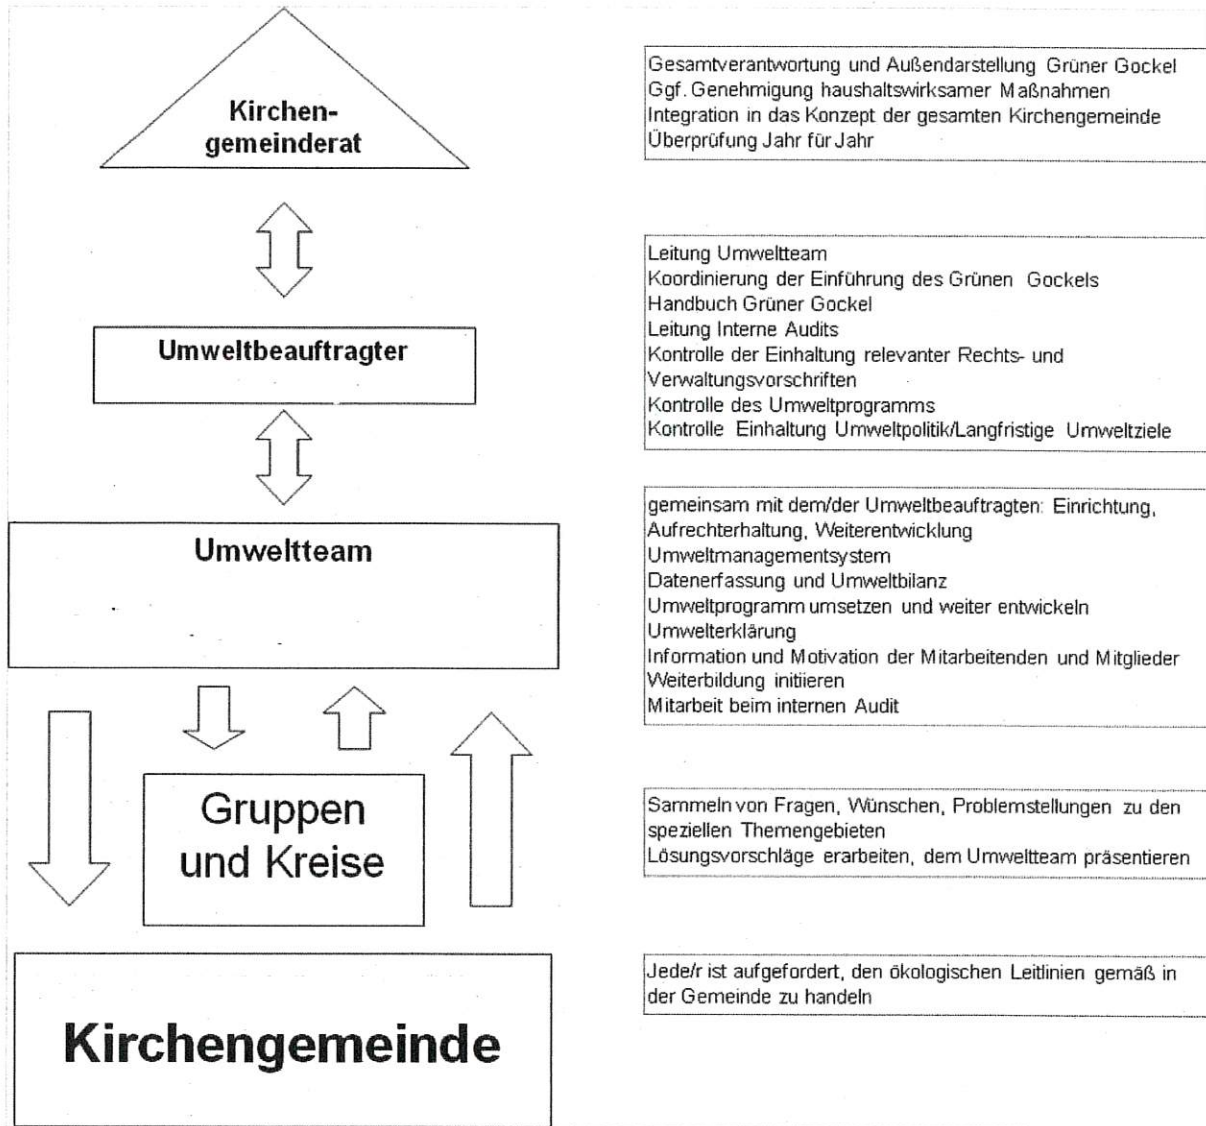 Kirchen-
gemeinderat
Gesamtverantwortung und Außendarstellung Grüner Gockel
Ggf. Genehmigung haushaltswirksamer Maßnahmen
Integration in das Konzept der gesamten Kirchengemeinde
Überprüfung Jahr für Jahr
Umweltbeauftragter
Leitung Umweltteam
Koordinierung der Einführung des Grünen Gockels
Handbuch Grüner Gockel
Leitung Interne Audits
Kontrolle der Einhaltung relevanter Rechts- und
Verwaltungsvorschriften
Kontrolle des Umweltprogramms
Kontrolle Einhaltung Umweltpolitik/Langfristige Umweltziele
Umweltteam
gemeinsam mit dem/der Umweltbeauftragten: Einrichtung,
Aufrechterhaltung, Weiterentwicklung
Umweltmanagementsystem
Datenerfassung und Umweltbilanz
Umweltprogramm umsetzen und weiter entwickeln
Umwelterklärung
Information und Motivation der Mitarbeitenden und Mitglieder
Weiterbildung initiieren
Mitarbeit beim internen Audit
Gruppen
und Kreise
Sammeln von Fragen, Wünschen, Problemstellungen zu den
speziellen Themengebieten
Lösungsvorschläge erarbeiten, dem Umweltteam präsentieren
Kirchengemeinde
Jede/r ist aufgefordert, den ökologischen Leitlinien gemäß in
der Gemeinde zu handeln